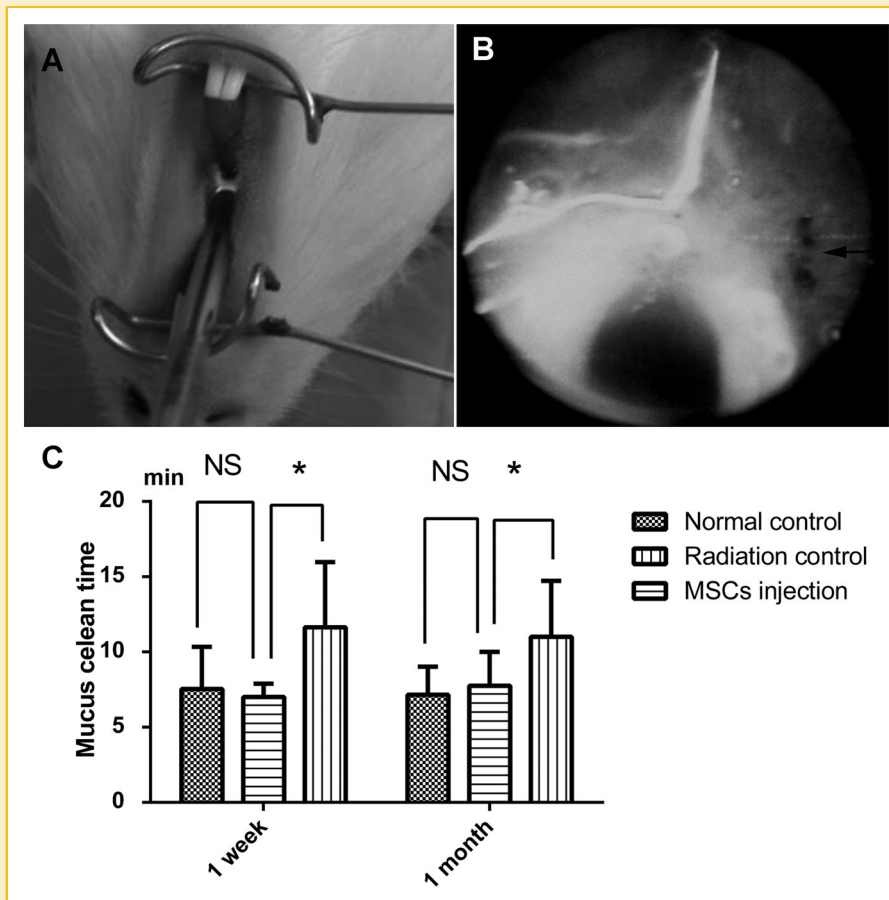 A
B
C
NS * NS *
min
20
15
10
5
0
Mucus celean time
1 week
1 month
Normal control
Radiation control
MSCs injection